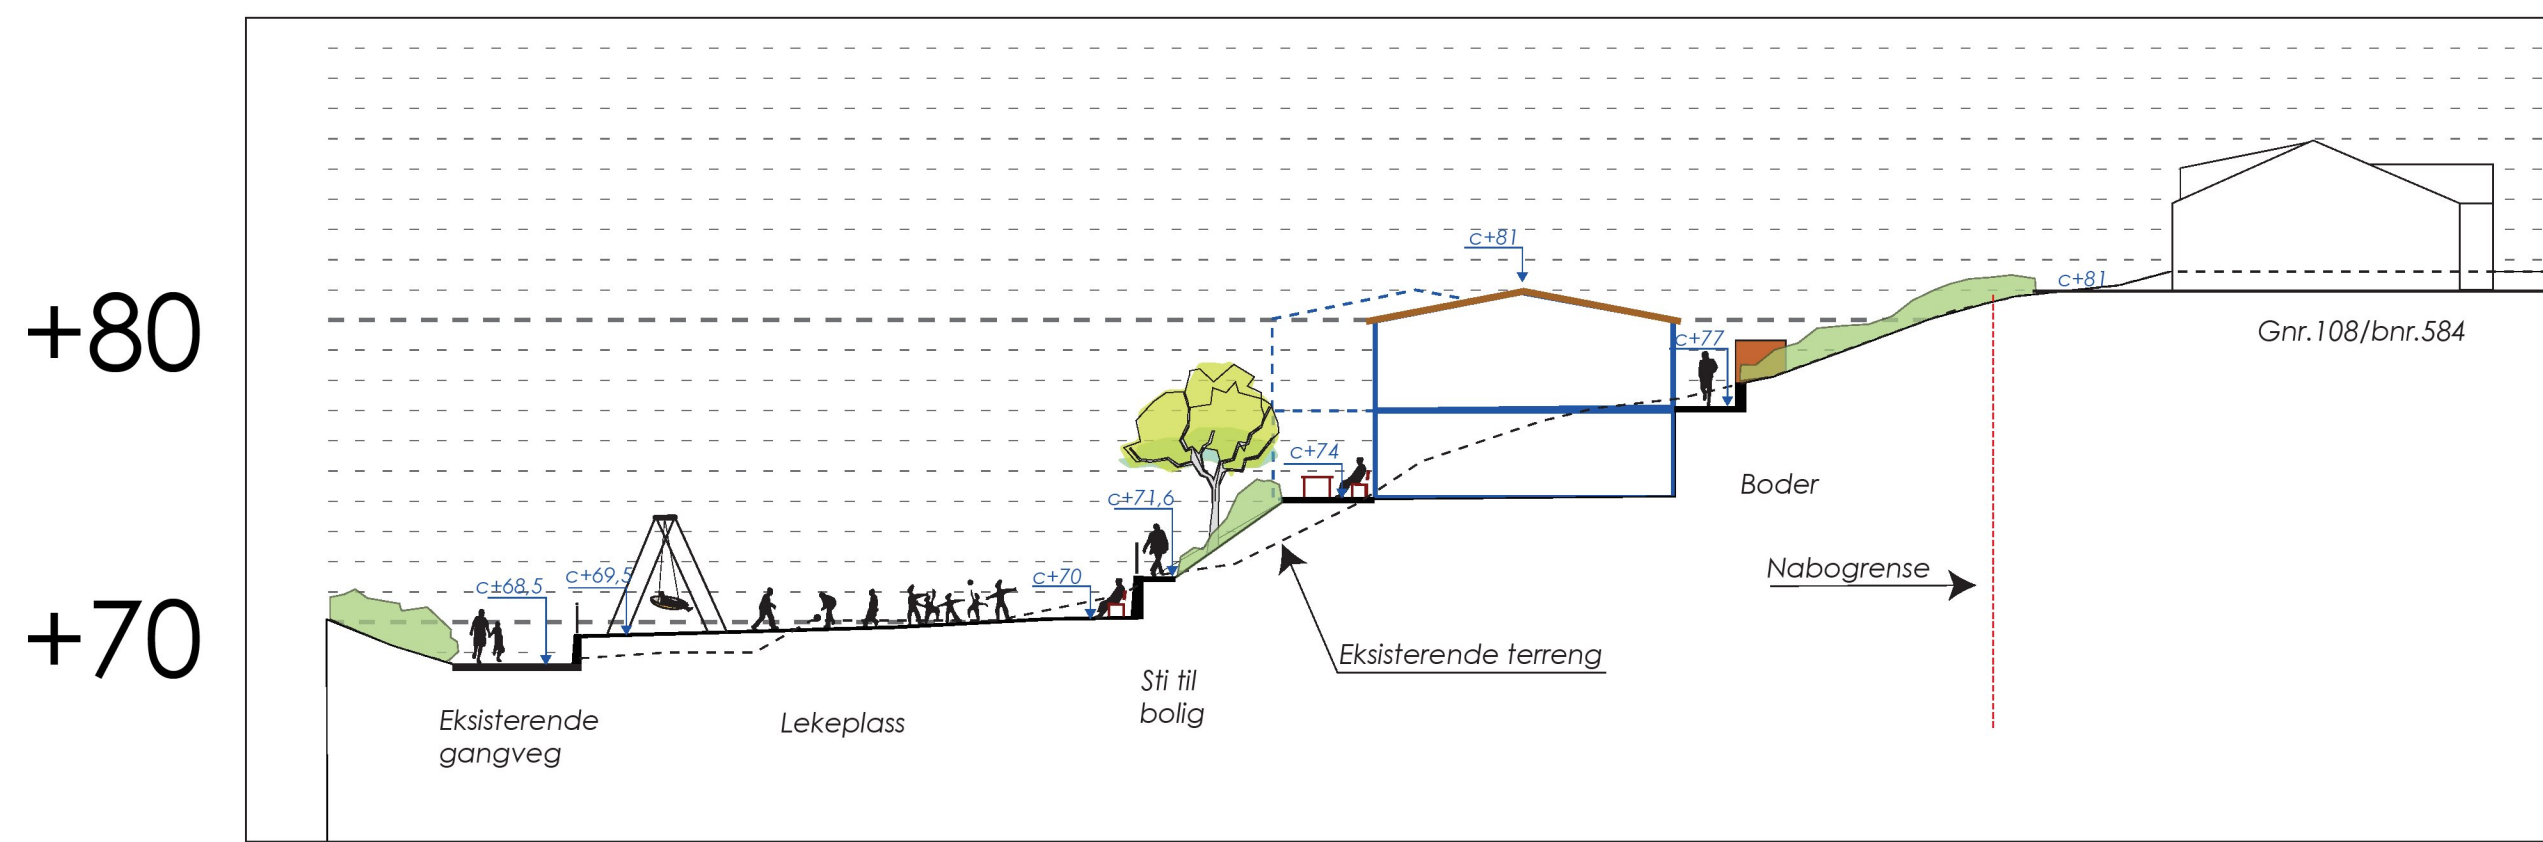 c+81
+80
c+81
c+77
Gnr.108/bnr.584
c+74
Boder
c+71,6
Nabogrense
c±68,5
c+69,5
c+70
+70
Eksisterende terreng
Sti til
bolig
Eksisterende
gangveg
Lekeplass